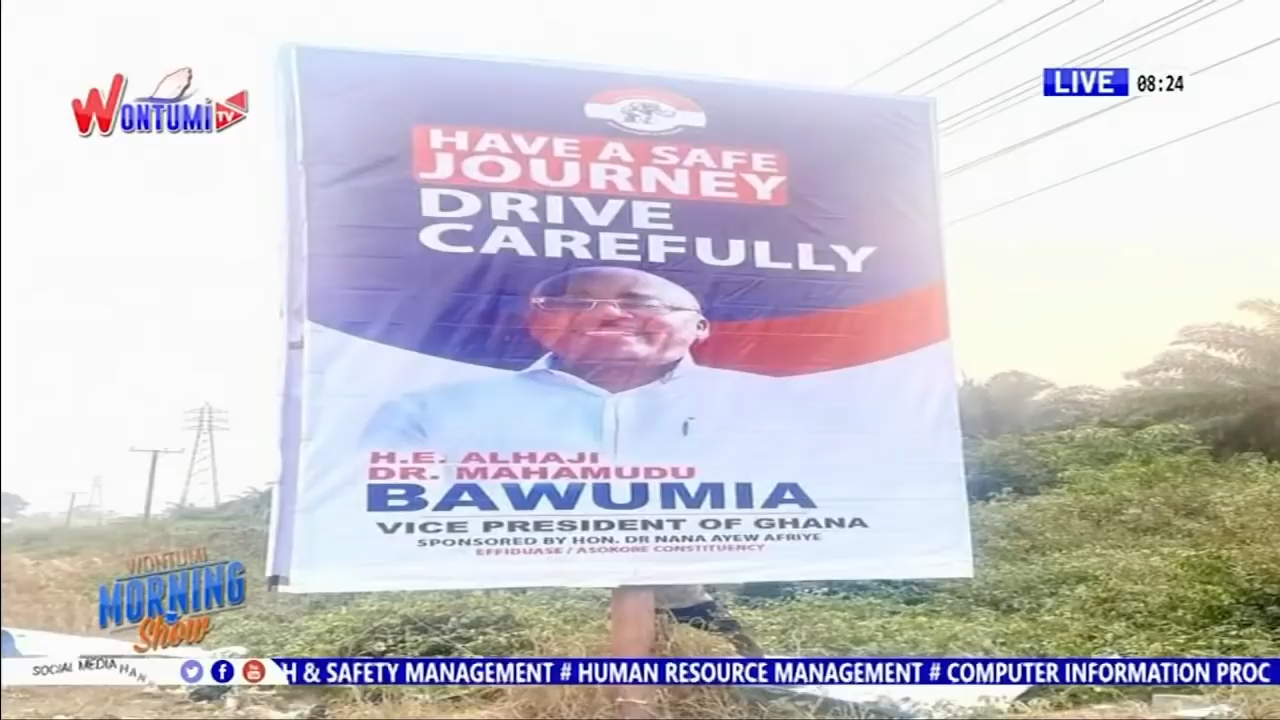 WONTUMi TV
LIVE 08:24
HAVE A SAFE
JOURNEY
DRIVE
CAREFULLY
H.E. ALHAJI
DR. MAHAMUDU
BAWUMIA
VICE PRESIDENT OF GHANA
SPONSORED BY HON. DR NANA AYEW AFRIYE
EFFIDUASE / ASOKORE CONSTITUENCY
WONTUMI
MORNING
Show
SOCIAL MEDIA HAN
H & SAFETY MANAGEMENT # HUMAN RESOURCE MANAGEMENT # COMPUTER INFORMATION PROC